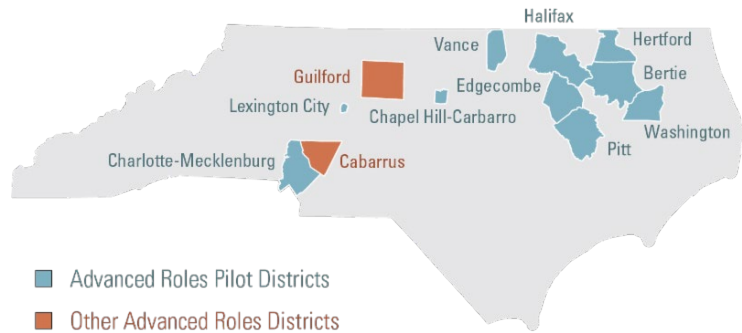 Halifax
Vance
Hertford
Guilford
Edgecombe
Bertie
Lexington City
Chapel Hill-Carbarro
Washington
Pitt
Charlotte-Mecklenburg
Cabarrus
Advanced Roles Pilot Districts
Other Advanced Roles Districts